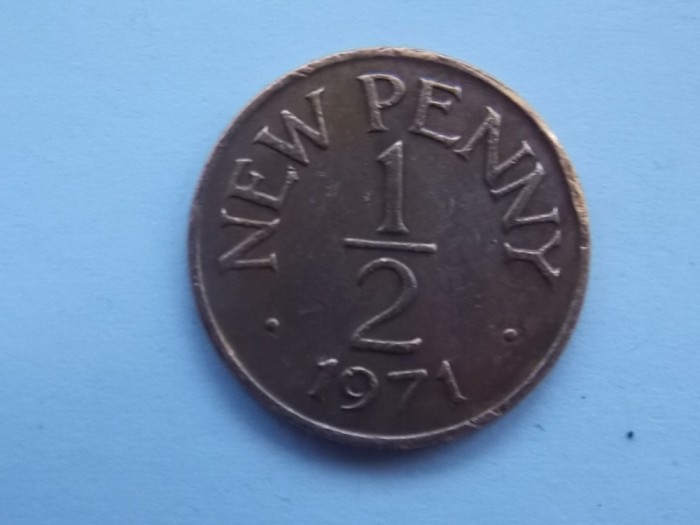 NEW PENNY
1/2
· 1971 ·